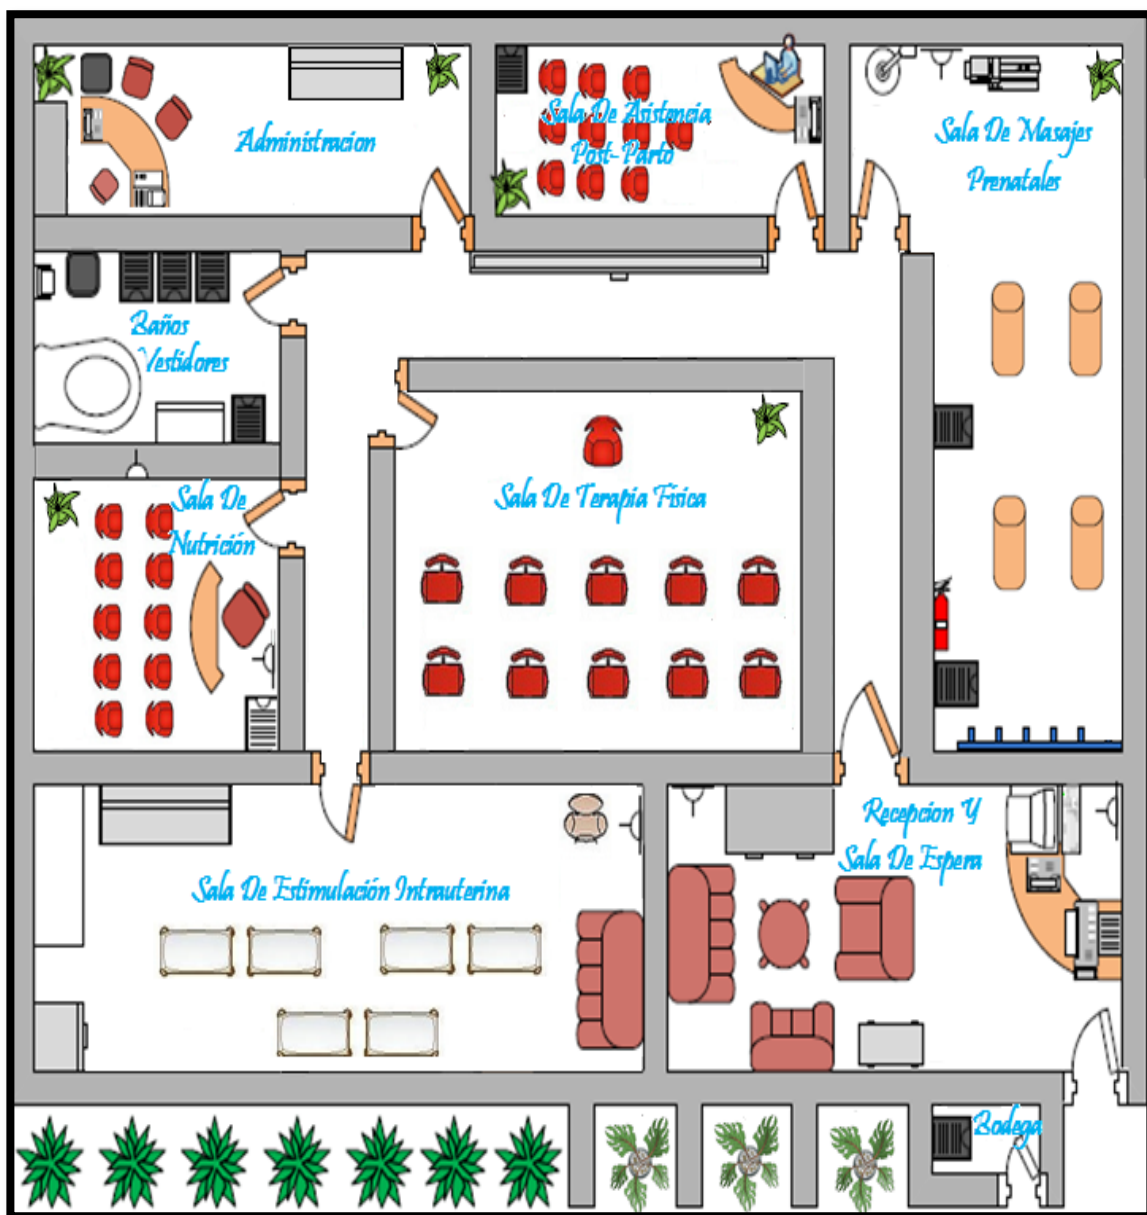 Administracion
Sala De Asistencia
Post-Parto
Sala De Masajes
Prenatales
Baños
Vestidores
Sala De
Nutrición
Sala De Terapia Física
Sala De Estimulación Intrauterina
Recepcion Y
Sala De Espera
Bodega